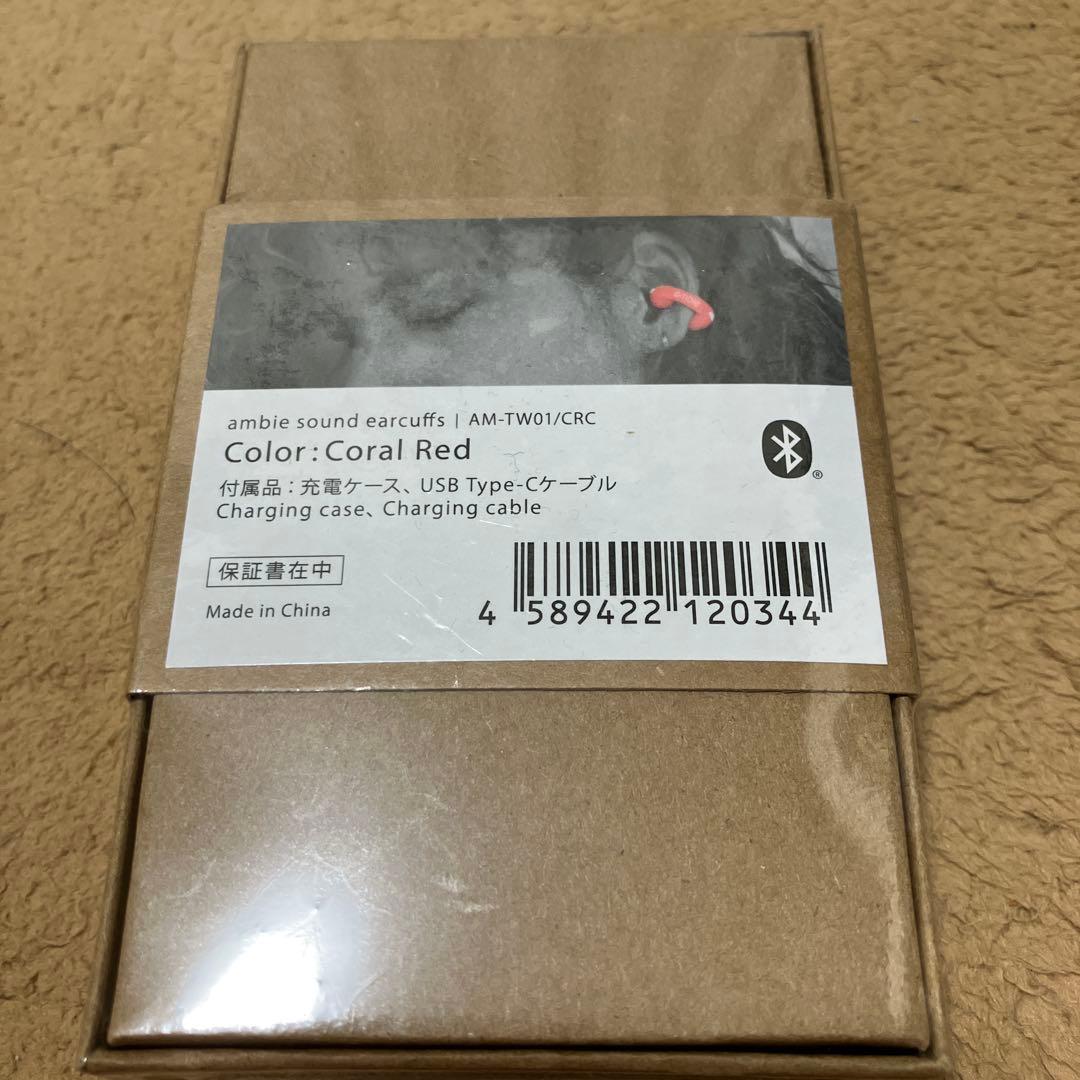 ambie sound earcuffs | AM-TW01/CRC
Color : Coral Red
付属品：充電ケース、USB Type-Cケーブル
Charging case、Charging cable
保証書在中
Made in China
4 589422 120344
®